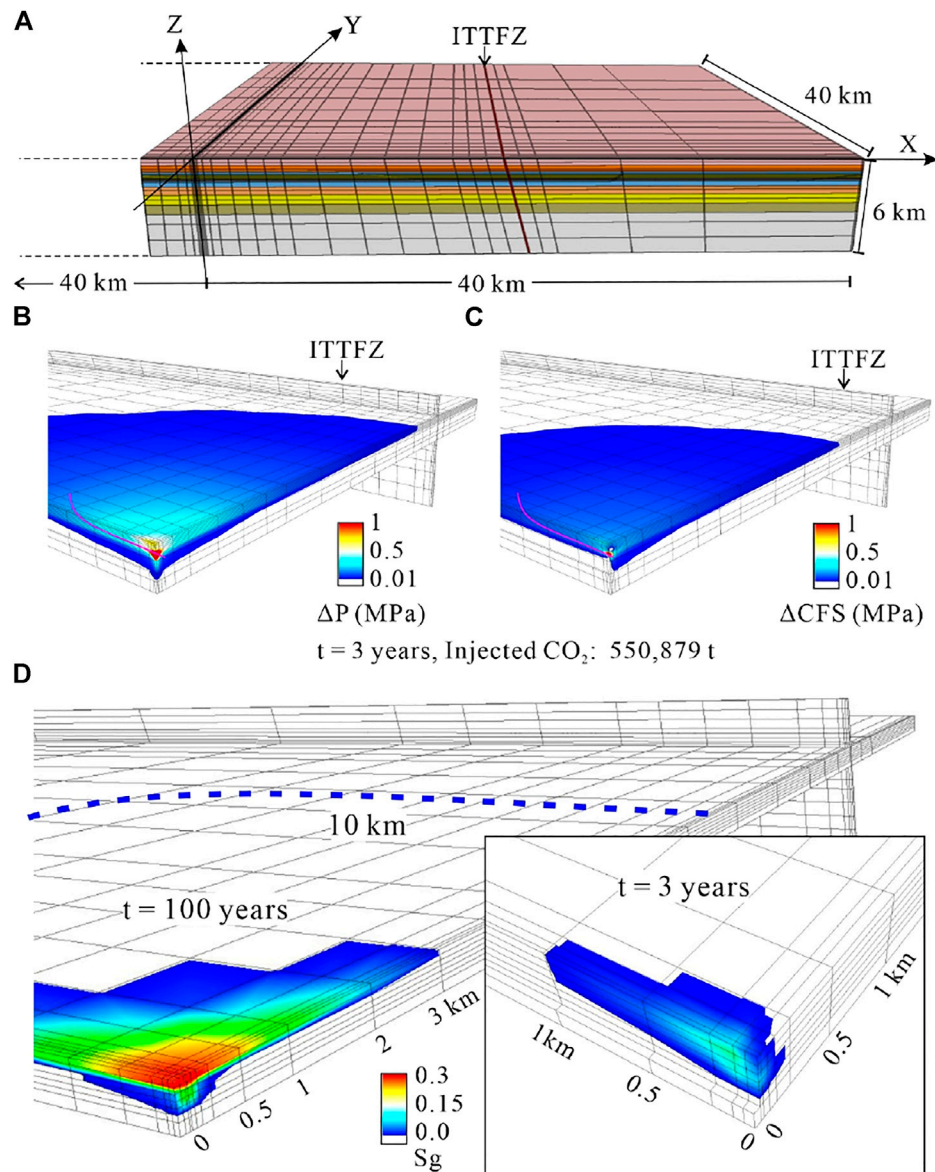 A
Z
Y
ITTFZ
40 km
X
6 km
40 km
40 km
B
C
ITTFZ
ITTFZ
1
0.5
0.01
ΔP (MPa)
1
0.5
0.01
ΔCFS (MPa)
t = 3 years, Injected CO₂: 550,879 t
D
10 km
t = 100 years
t = 3 years
3 km
2
1
0.5
0
0.3
0.15
0.0
Sg
1km
0.5
0
0
0.5
1 km